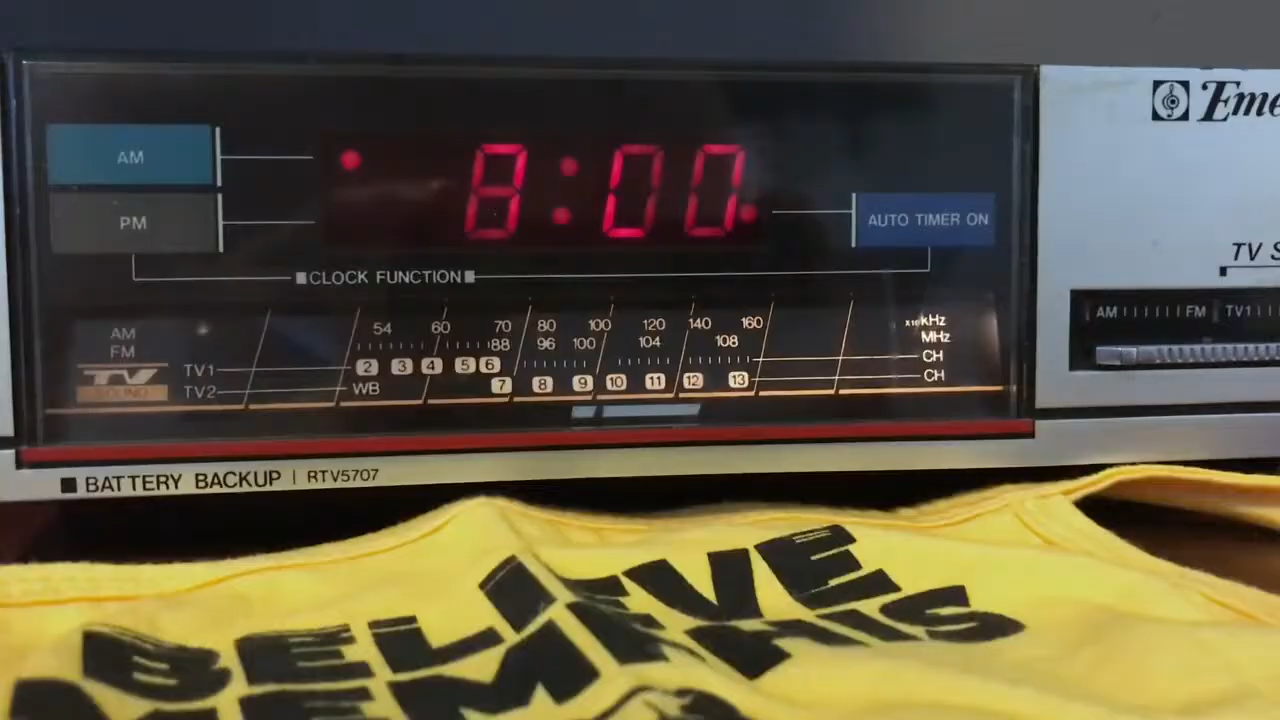 Eme
AM
8:00
PM
AUTO TIMER ON
CLOCK FUNCTION
TV S
AM FM TV1
AM 54 60 70 80 100 120 140 160 x10 kHz
FM 88 96 100 104 108 MHz
TV SOUND
TV1 2 3 4 5 6 CH
TV2 WB 7 8 9 10 11 12 13 CH
BATTERY BACKUP | RTV5707
BELIEVE
MEMPHIS